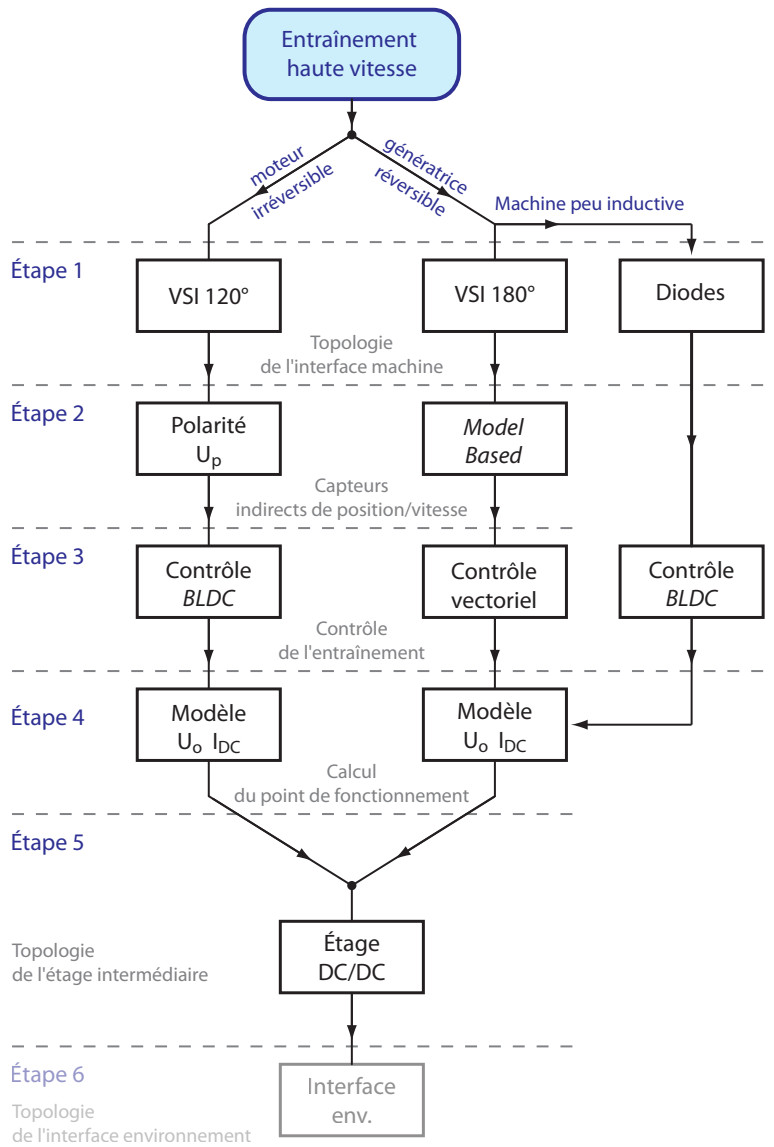 Entraînement
haute vitesse
moteur
irréversible
génératrice
réversible
Machine peu inductive
Étape 1
VSI 120°
VSI 180°
Diodes
Topologie
de l'interface machine
Étape 2
Polarité
Up
Model
Based
Capteurs
indirects de position/vitesse
Étape 3
Contrôle
BLDC
Contrôle
vectoriel
Contrôle
BLDC
Contrôle
de l'entraînement
Étape 4
Modèle
Uo IDC
Modèle
Uo IDC
Calcul
du point de fonctionnement
Étape 5
Topologie
de l'étage intermédiaire
Étage
DC/DC
Étape 6
Topologie
de l'interface environnement
Interface
env.